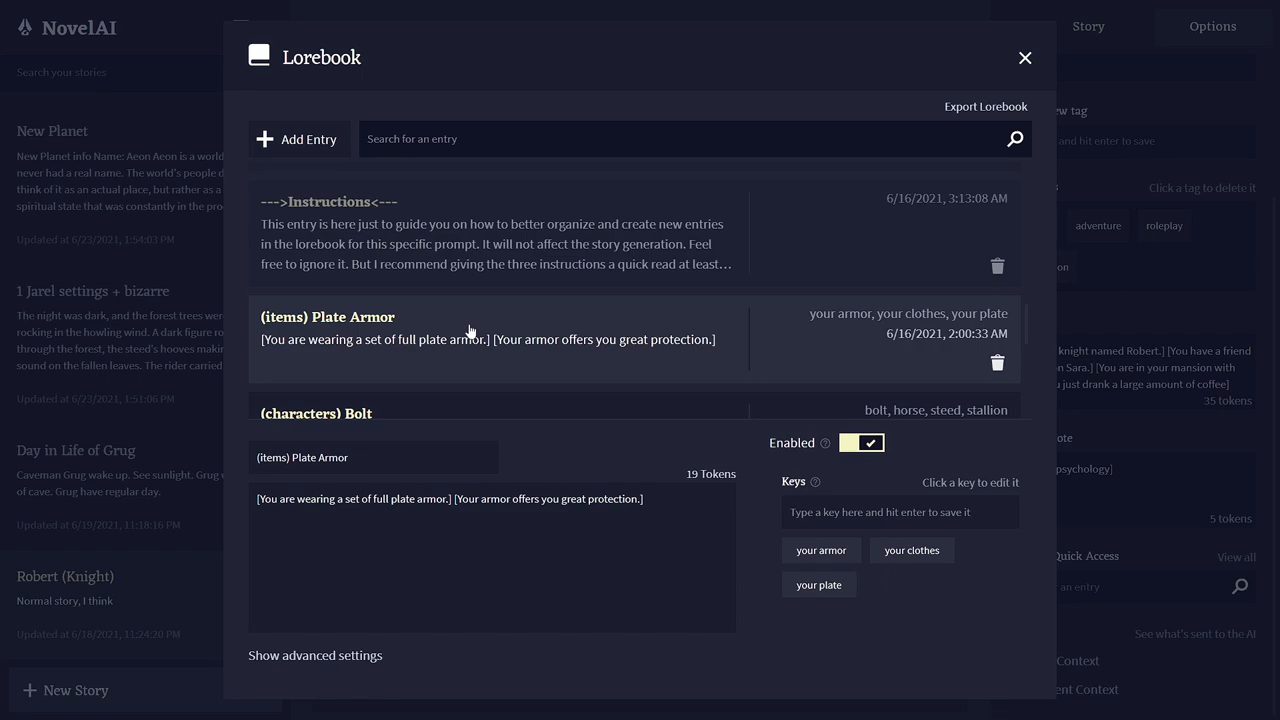 NovelAI
Search your stories
New Planet
New Planet info Name: Aeon Aeon is a world
never had a real name. The world's people d
think of it as an actual place, but rather as a
spiritual state that was constantly in the pro
Updated at 6/23/2021, 1:54:03 PM
1 Jarel settings + bizarre
The night was dark, and the forest trees were
rocking in the howling wind. A dark figure ro
through the forest, the steed's hooves makin
sound on the fallen leaves. The rider carried
Updated at 6/23/2021, 1:51:06 PM
Day in Life of Grug
Caveman Grug wake up. See sunlight. Grug
of cave. Grug have regular day.
Updated at 6/19/2021, 11:18:16 PM
Robert (Knight)
Normal story, I think
Updated at 6/18/2021, 11:24:20 PM
New Story
Lorebook
Export Lorebook
Add Entry
Search for an entry
--->Instructions<---
6/16/2021, 3:13:08 AM
This entry is here just to guide you on how to better organize and create new entries
in the lorebook for this specific prompt. It will not affect the story generation. Feel
free to ignore it. But I recommend giving the three instructions a quick read at least…
(items) Plate Armor
your armor, your clothes, your plate
6/16/2021, 2:00:33 AM
[You are wearing a set of full plate armor.] [Your armor offers you great protection.]
(characters) Bolt
bolt, horse, steed, stallion
(items) Plate Armor
19 Tokens
[You are wearing a set of full plate armor.] [Your armor offers you great protection.]
Show advanced settings
Enabled
Keys
Click a key to edit it
Type a key here and hit enter to save it
your armor
your clothes
your plate
Story
Options
ew tag
and hit enter to save
Click a tag to delete it
adventure
roleplay
on
knight named Robert.] [You have a friend
n Sara.] [You are in your mansion with
u just drank a large amount of coffee]
35 tokens
ote
psychology]
5 tokens
Quick Access
View all
an entry
See what's sent to the AI
Context
ent Context